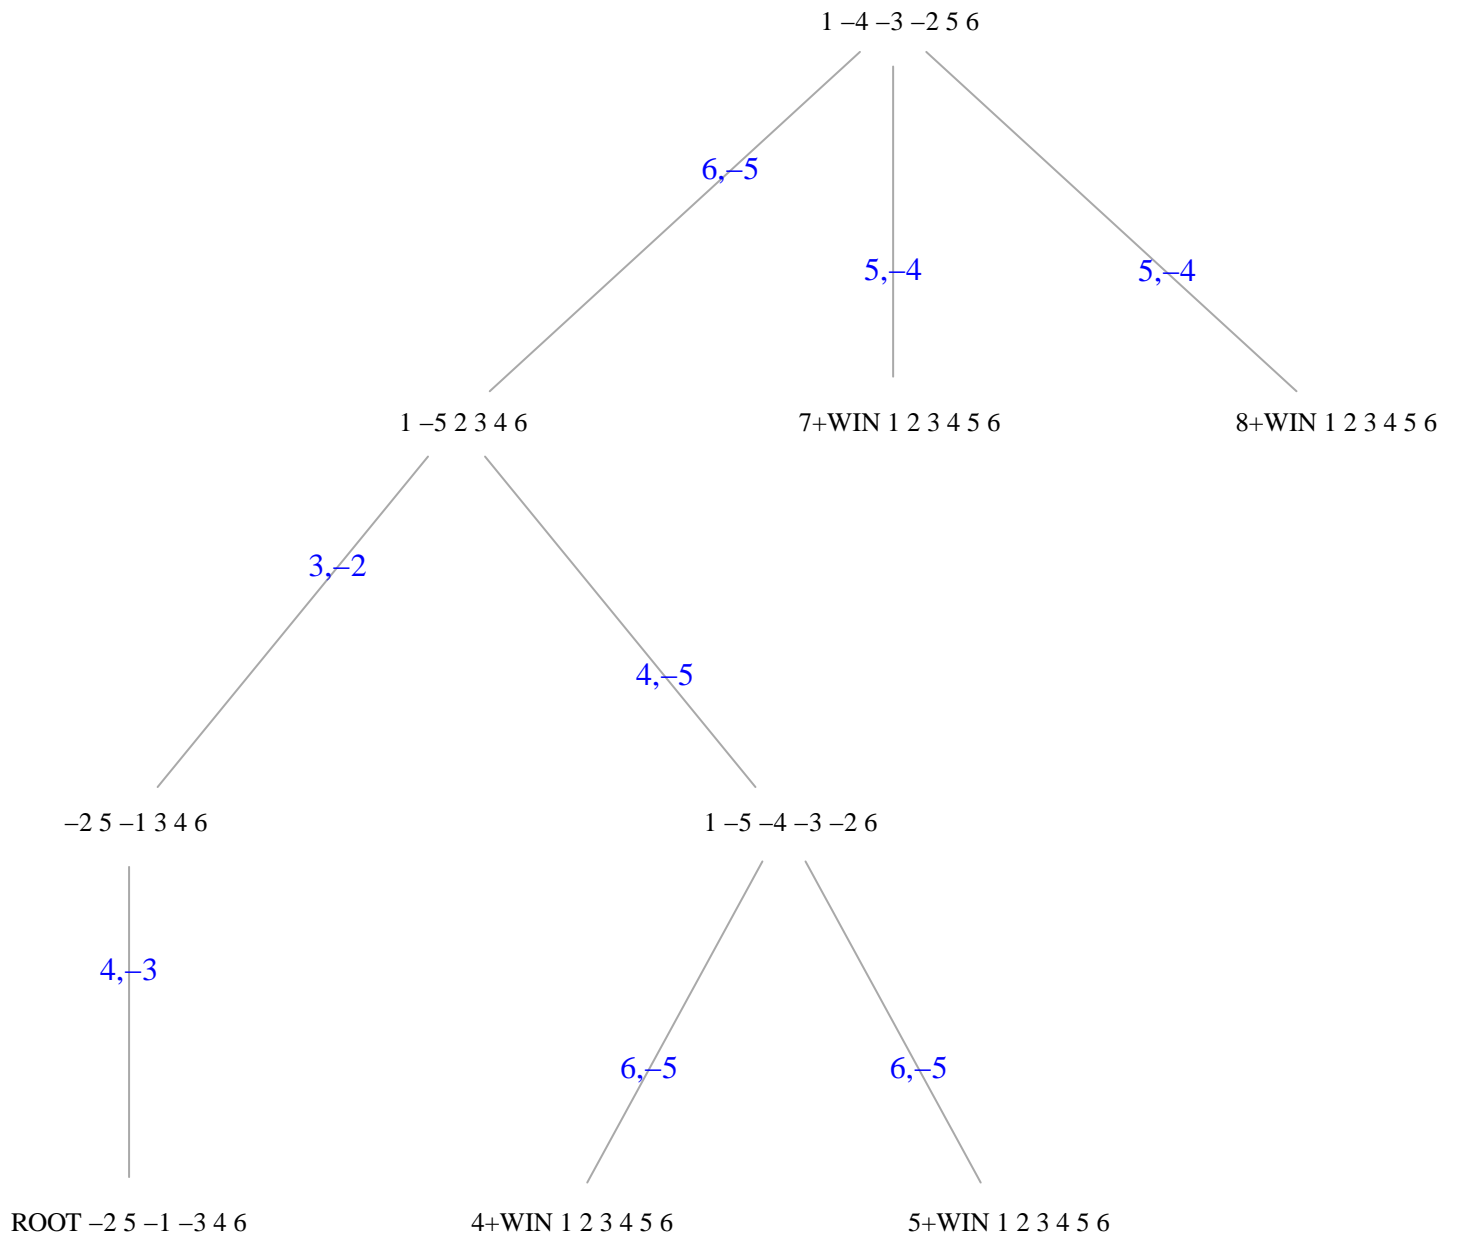 1 –4 –3 –2 5 6
6,–5
5,–4
5,–4
1 –5 2 3 4 6
7+WIN 1 2 3 4 5 6
8+WIN 1 2 3 4 5 6
3,–2
4,–5
–2 5 –1 3 4 6
1 –5 –4 –3 –2 6
4,–3
6,–5
6,–5
ROOT –2 5 –1 –3 4 6
4+WIN 1 2 3 4 5 6
5+WIN 1 2 3 4 5 6